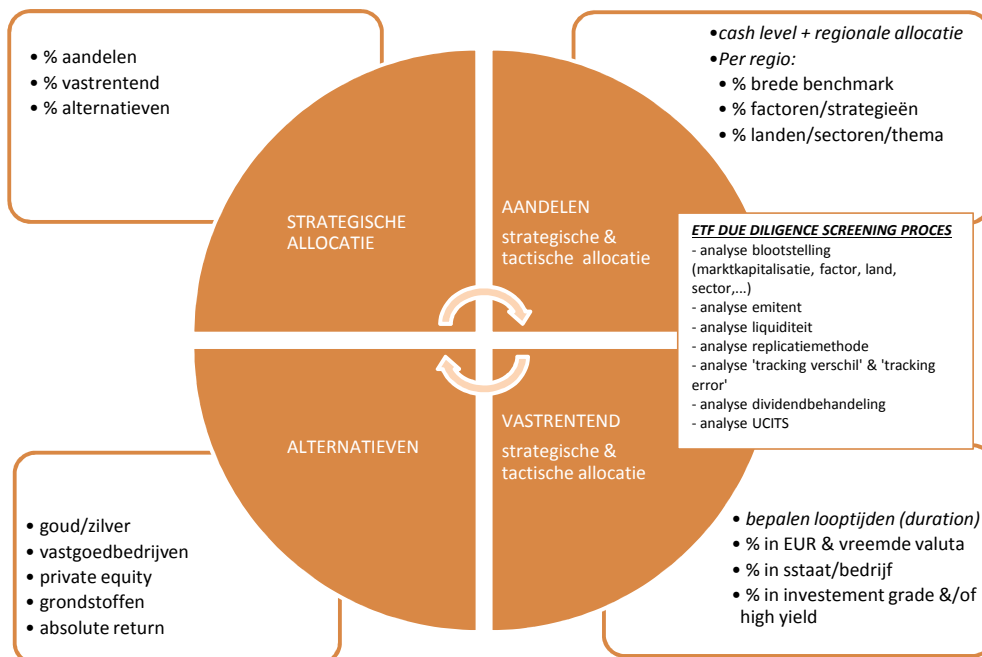 • % aandelen
• % vastrentend
• % alternatieven
•cash level + regionale allocatie
•Per regio:
• % brede benchmark
• % factoren/strategieën
• % landen/sectoren/thema
STRATEGISCHE
ALLOCATIE
AANDELEN
strategische &
tactische allocatie
ETF DUE DILIGENCE SCREENING PROCES
- analyse blootstelling
(marktkapitalisatie, factor, land,
sector,...)
- analyse emitent
- analyse liquiditeit
- analyse replicatiemethode
- analyse 'tracking verschil' & 'tracking
error'
- analyse dividendbehandeling
- analyse UCITS
ALTERNATIEVEN
VASTRENTEND
strategische &
tactische allocatie
• goud/zilver
• vastgoedbedrijven
• private equity
• grondstoffen
• absolute return
• bepalen looptijden (duration)
• % in EUR & vreemde valuta
• % in sstaat/bedrijf
• % in investement grade &/of
high yield